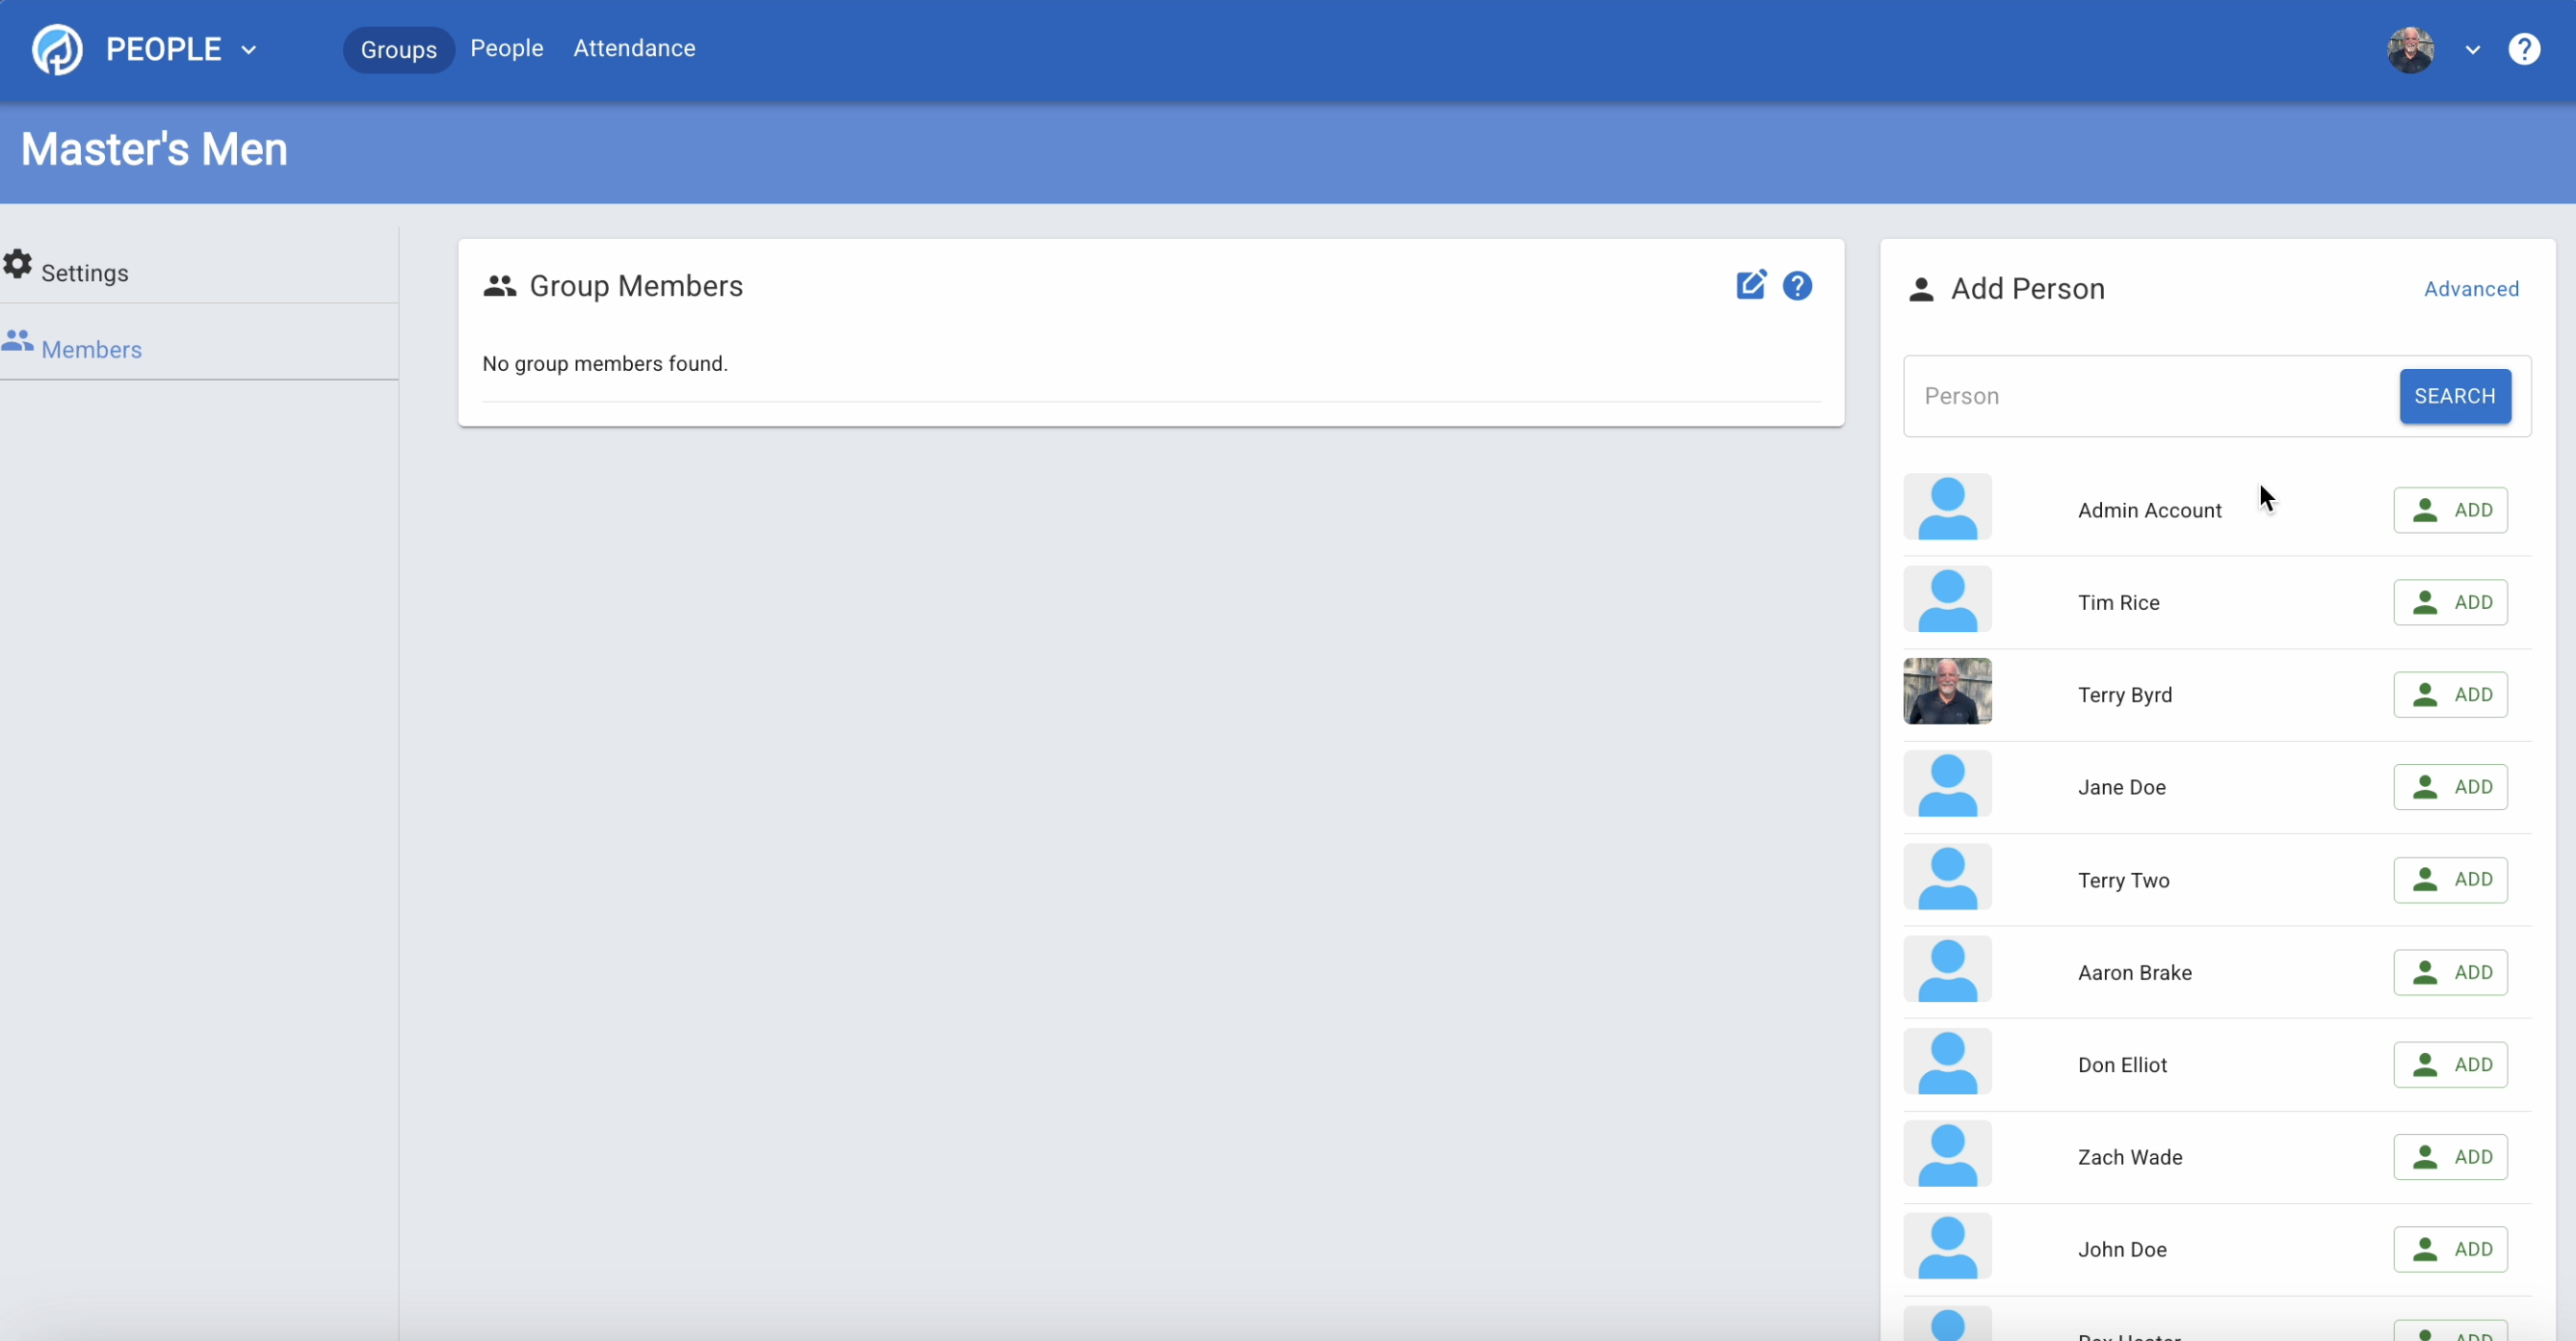 PEOPLE
Groups People Attendance
Master's Men
Settings
Members
Group Members
No group members found.
Add Person Advanced
Person SEARCH
Admin Account ADD
Tim Rice ADD
Terry Byrd ADD
Jane Doe ADD
Terry Two ADD
Aaron Brake ADD
Don Elliot ADD
Zach Wade ADD
John Doe ADD